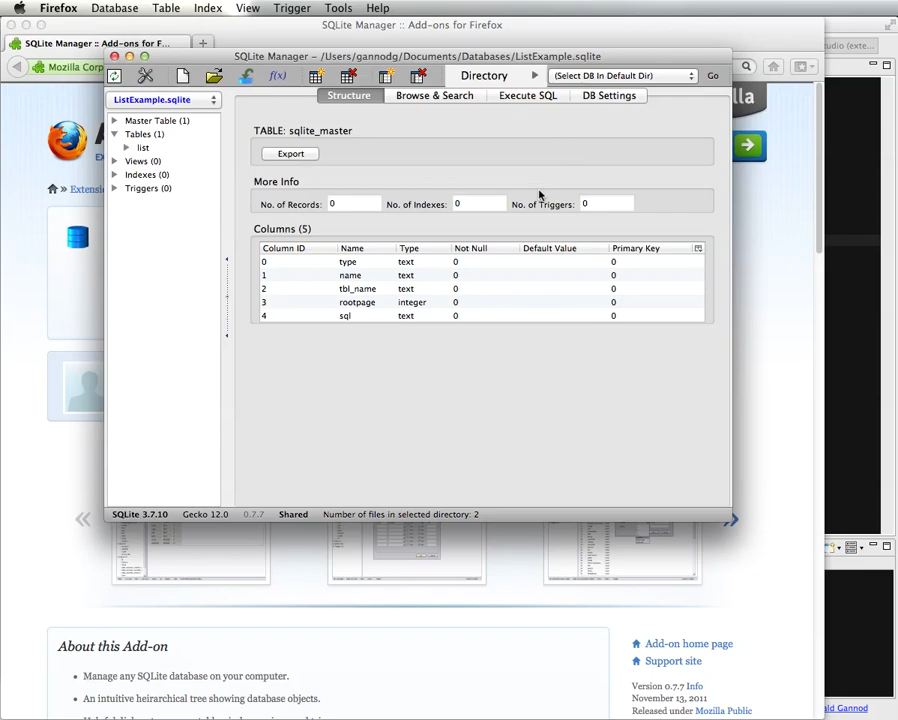 Firefox Database Table Index View Trigger Tools Help
SQLite Manager :: Add-ons for Firefox
SQLite Manager :: Add-ons for F...
Mozilla Corp
SQLite Manager – /Users/gannodg/Documents/Databases/ListExample.sqlite
f(x) Directory (Select DB In Default Dir) Go
ListExample.sqlite
Structure Browse & Search Execute SQL DB Settings
Master Table (1)
Tables (1)
list
Views (0)
Indexes (0)
Triggers (0)
TABLE: sqlite_master
Export
More Info
No. of Records: 0 No. of Indexes: 0 No. of Triggers: 0
Columns (5)
Column ID Name Type Not Null Default Value Primary Key
0 type text 0 0
1 name text 0 0
2 tbl_name text 0 0
3 rootpage integer 0 0
4 sql text 0 0
SQLite 3.7.10 Gecko 12.0 0.7.7 Shared Number of files in selected directory: 2
Extensi
About this Add-on
Manage any SQLite database on your computer.
An intuitive heirarchical tree showing database objects.
Add-on home page
Support site
Version 0.7.7 Info
November 13, 2011
Released under Mozilla Public
ald Gannod